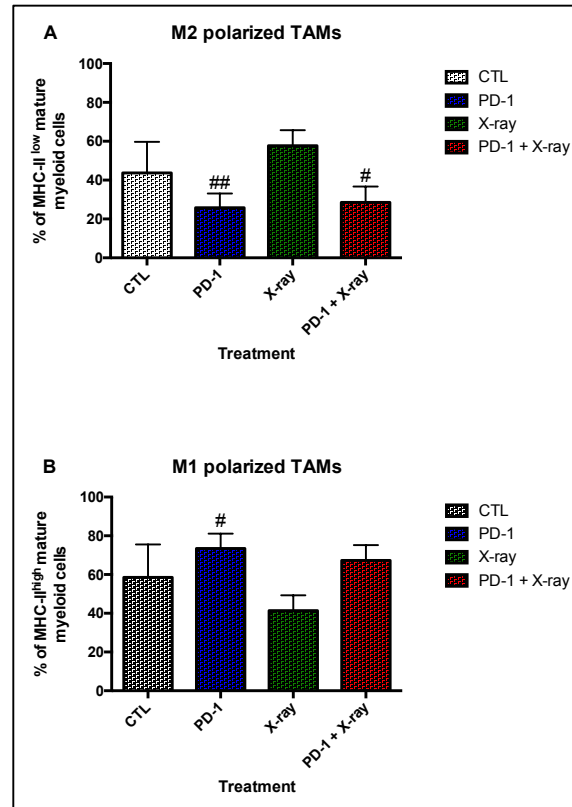 A
M2 polarized TAMs
% of MHC-II low mature
myeloid cells
100
80
60
40
20
0
##
#
CTL
PD-1
X-ray
PD-1 + X-ray
Treatment
CTL
PD-1
X-ray
PD-1 + X-ray
B
M1 polarized TAMs
% of MHC-IIhigh mature
myeloid cells
100
80
60
40
20
0
#
CTL
PD-1
X-ray
PD-1 + X-ray
Treatment
CTL
PD-1
X-ray
PD-1 + X-ray